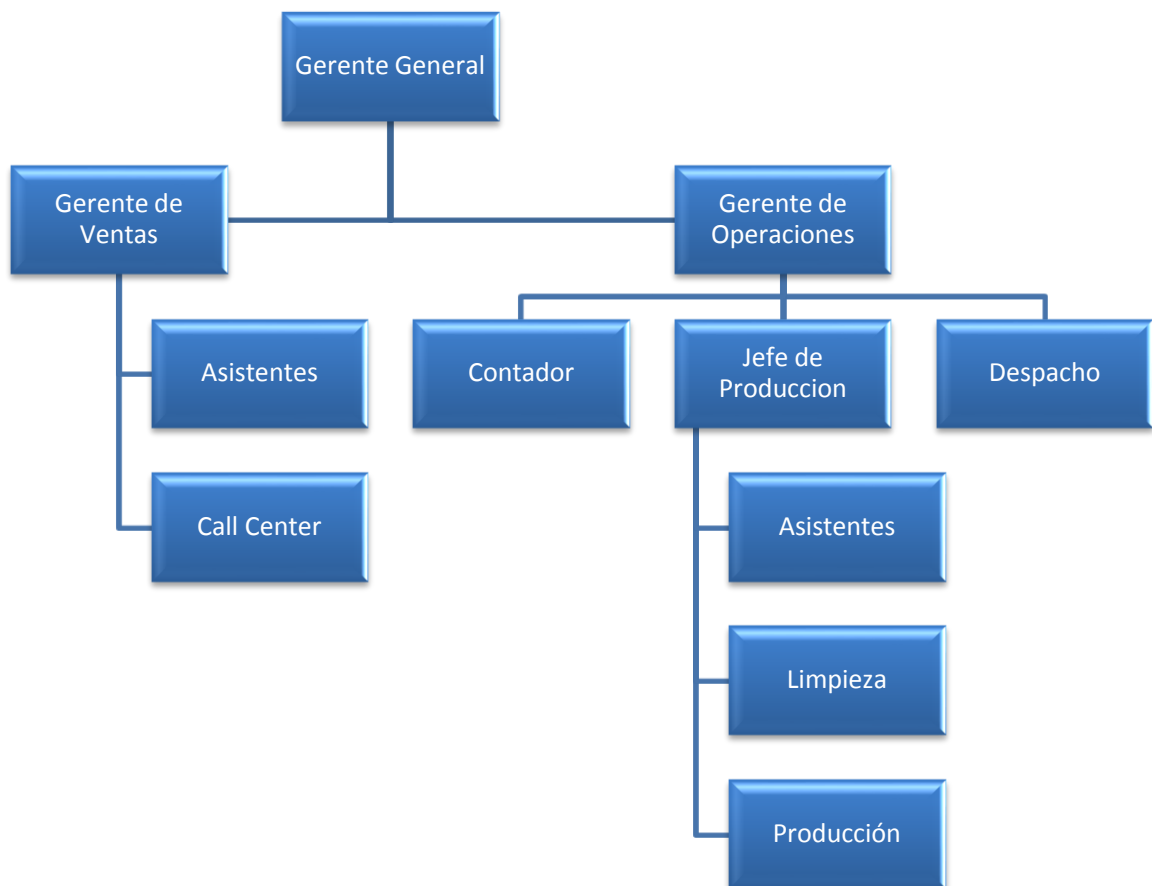 Gerente General
Gerente de
Ventas
Gerente de
Operaciones
Asistentes
Contador
Jefe de
Produccion
Despacho
Call Center
Asistentes
Limpieza
Producción